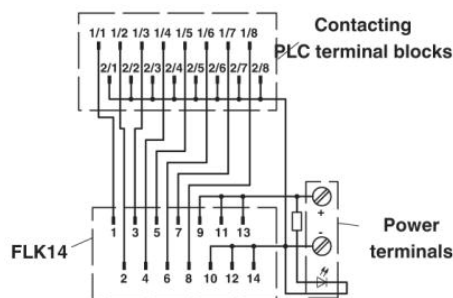 Contacting
PLC terminal blocks
1/1 1/2 1/3 1/4 1/5 1/6 1/7 1/8
2/1 2/2 2/3 2/4 2/5 2/6 2/7 2/8
1 3 5 7 9 11 13
+
-
Power
terminals
FLK14
2 4 6 8 10 12 14